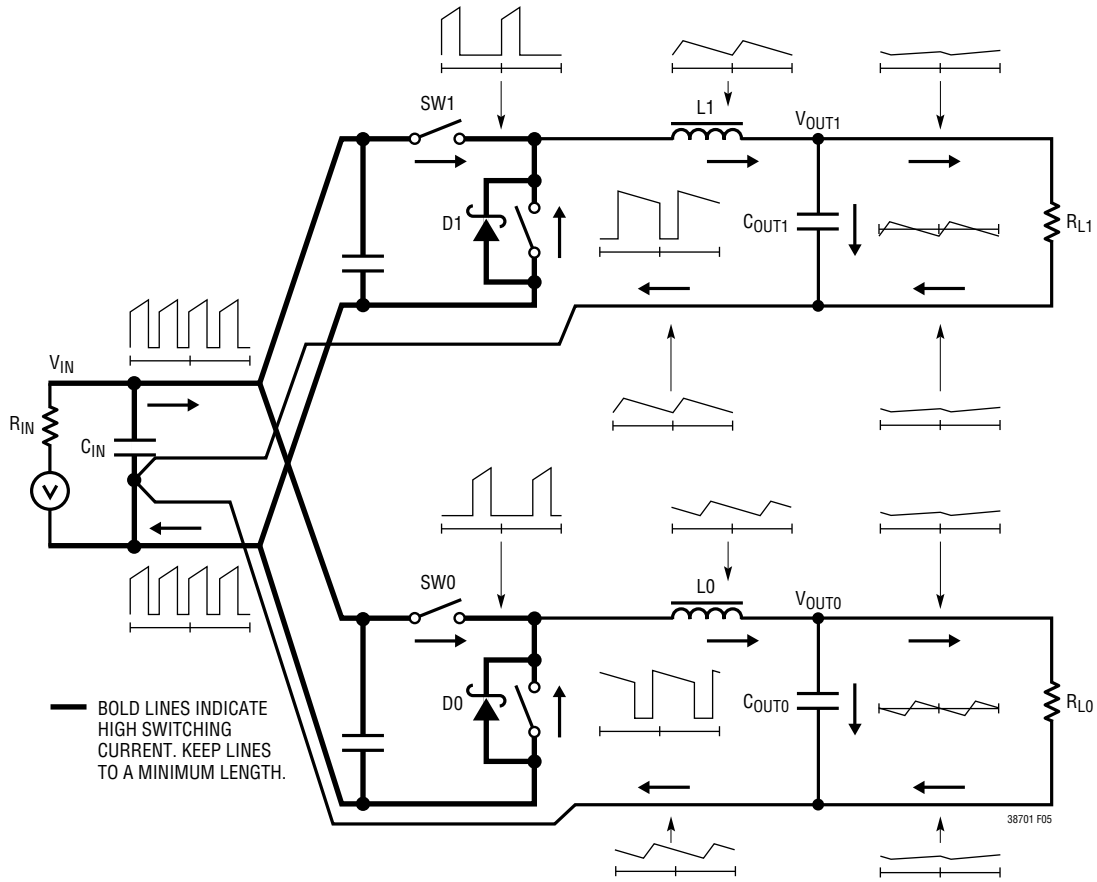 SW1
L1
VOUT1
D1
COUT1
RL1
VIN
RIN
CIN
V
SW0
L0
VOUT0
D0
COUT0
RL0
BOLD LINES INDICATE
HIGH SWITCHING
CURRENT. KEEP LINES
TO A MINIMUM LENGTH.
38701 F05